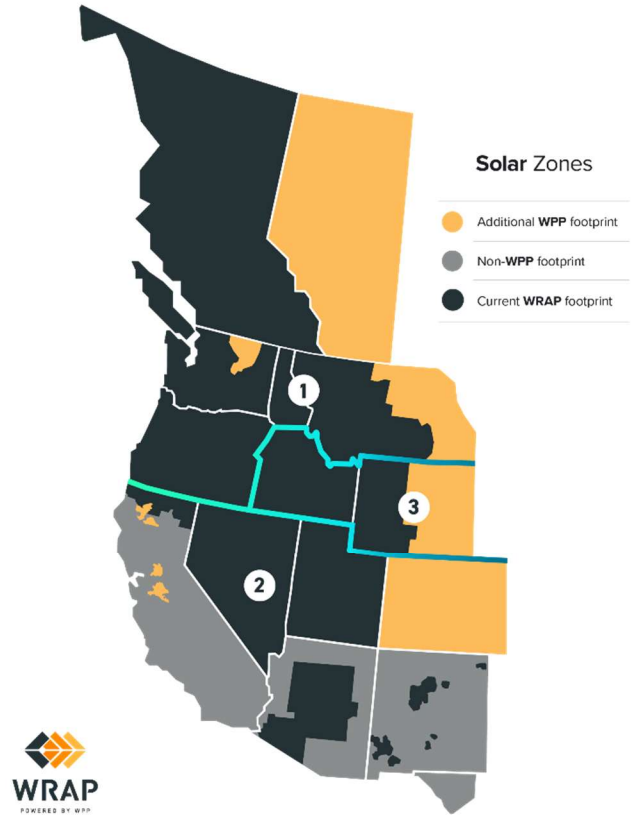 Solar Zones
Additional WPP footprint
Non-WPP footprint
Current WRAP footprint
1
3
2
WRAP
POWERED BY WPP